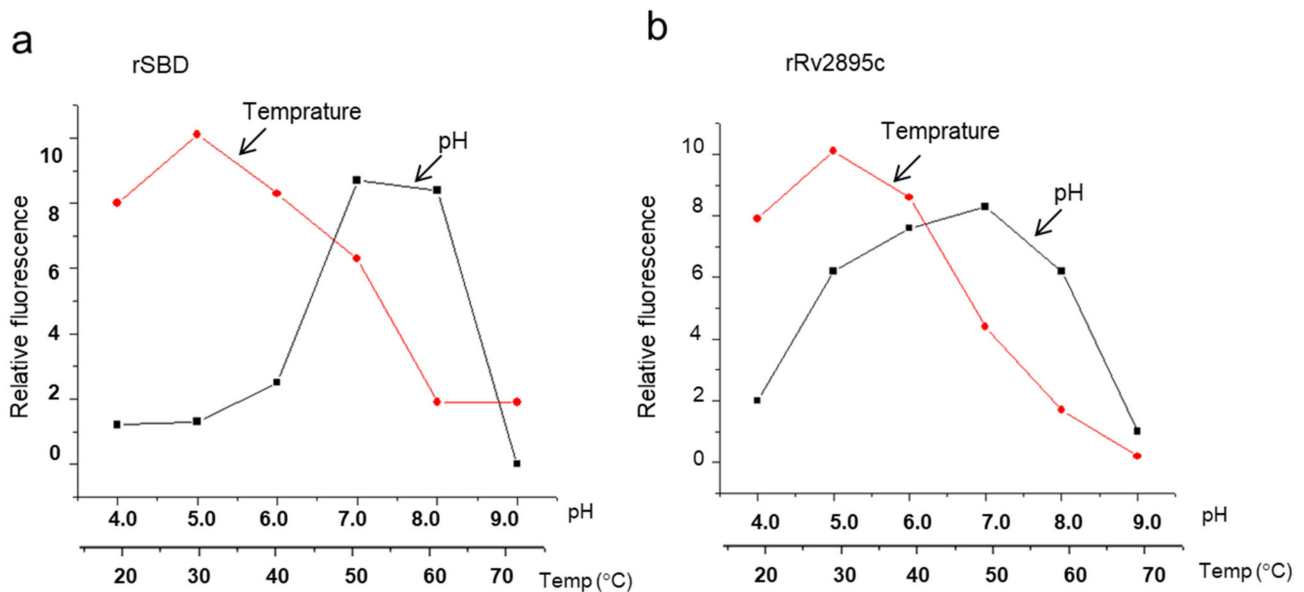 a
rSBD
Temprature
pH
Relative fluorescence
10
8
6
4
2
0
4.0 5.0 6.0 7.0 8.0 9.0 pH
20 30 40 50 60 70 Temp (°C)
b
rRv2895c
Temprature
pH
Relative fluorescence
10
8
6
4
2
0
4.0 5.0 6.0 7.0 8.0 9.0 pH
20 30 40 50 60 70 Temp (°C)